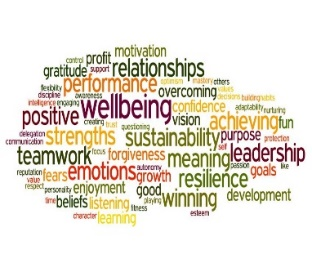 control profit motivation
gratitude support relationships
flexibility optimism mastery others
discipline performance overcoming values
awareness decisions building habits
intelligence engaging wellbeing confidence adaptability nurturing
positive creating trust vision achieving fun
delegation questioning
communication strengths sustainability purpose protection
teamwork focus forgiveness meaning self leadership
reputation fears emotions autonomy resilience passion goals like
value growth
respect personality enjoyment good winning development
time beliefs listening playing
fitness
character learning esteem